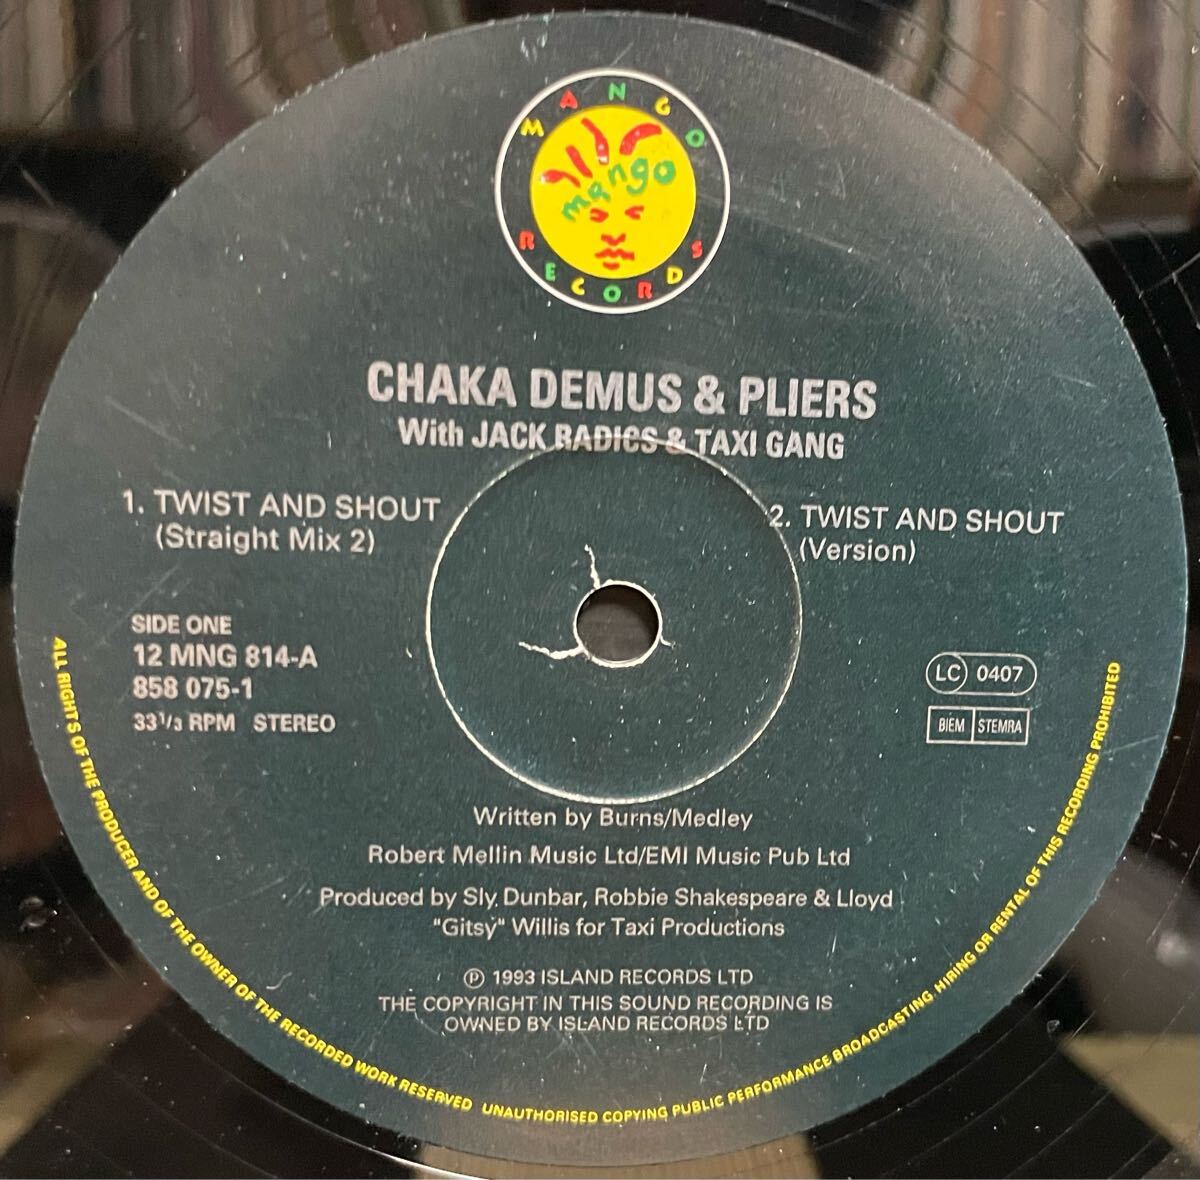 MANGO
mango
RECORDS
CHAKA DEMUS & PLIERS
With JACK RADICS & TAXI GANG
1. TWIST AND SHOUT
(Straight Mix 2)
2. TWIST AND SHOUT
(Version)
SIDE ONE
12 MNG 814-A
858 075-1
33 1/3 RPM STEREO
LC 0407
BIEM STEMRA
Written by Burns/Medley
Robert Mellin Music Ltd/EMI Music Pub Ltd
Produced by Sly Dunbar, Robbie Shakespeare & Lloyd
"Gitsy" Willis for Taxi Productions
℗ 1993 ISLAND RECORDS LTD
THE COPYRIGHT IN THIS SOUND RECORDING IS
OWNED BY ISLAND RECORDS LTD
ALL RIGHTS OF THE PRODUCER AND OF THE OWNER OF THE RECORDED WORK RESERVED UNAUTHORISED COPYING PUBLIC PERFORMANCE BROADCASTING HIRING OR RENTAL OF THIS RECORDING PROHIBITED